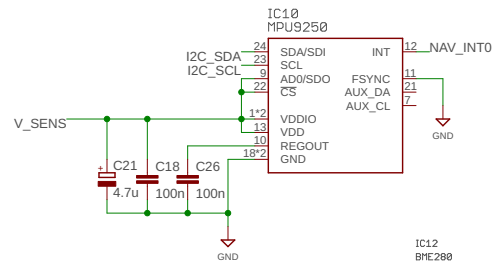 IC10
MPU9250
I2C_SDA 24 SDA/SDI INT 12 NAV_INT0
I2C_SCL 23 SCL
9 AD0/SDO FSYNC 11
22 CS AUX_DA 21
AUX_CL 7
V_SENS 1*2 VDDIO
13 VDD
10 REGOUT
18*2 GND
GND
+ C21 C18 C26
4.7u 100n 100n
GND
IC12
BME280